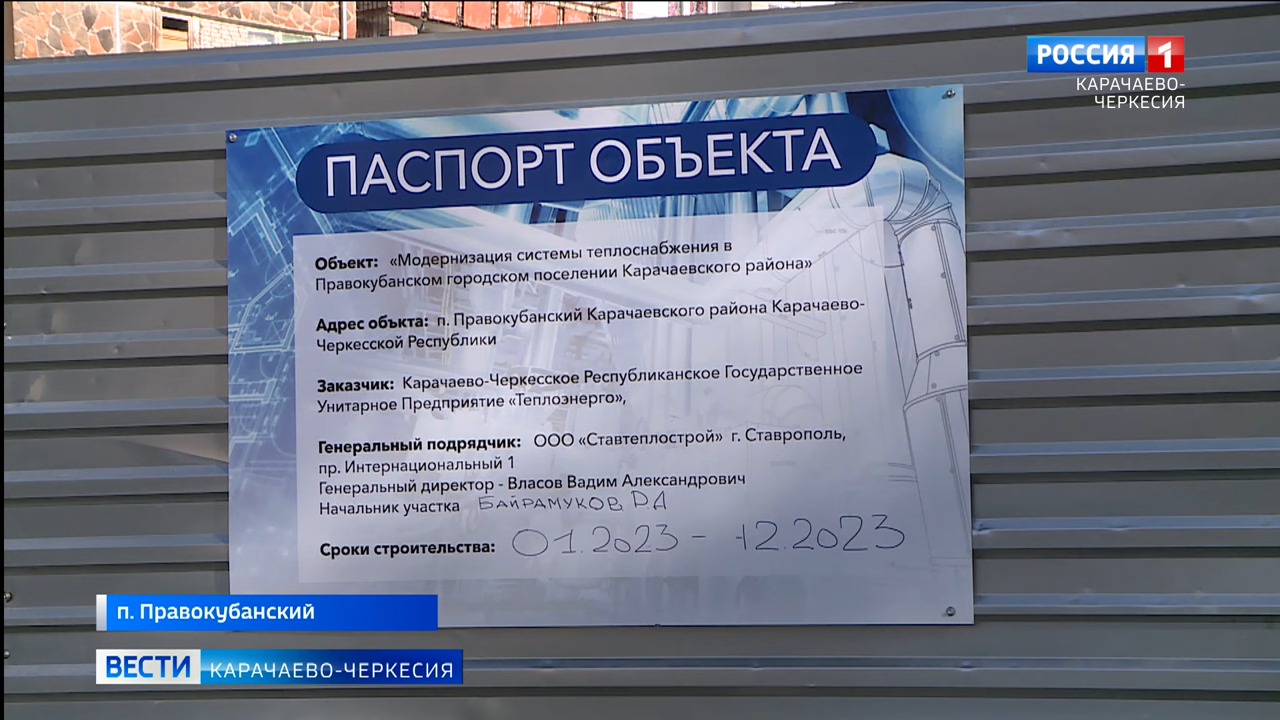 РОССИЯ 1
КАРАЧАЕВО-
ЧЕРКЕСИЯ
ПАСПОРТ ОБЪЕКТА
Объект: «Модернизация системы теплоснабжения в
Правокубанском городском поселении Карачаевского района»
Адрес объкта: п. Правокубанский Карачаевского района Карачаево-
Черкесской Республики
Заказчик: Карачаево-Черкесское Республиканское Государственное
Унитарное Предприятие «Теплоэнерго»,
Генеральный подрядчик: ООО «Ставтеплострой» г. Ставрополь,
пр. Интернациональный 1
Генеральный директор - Власов Вадим Александрович
Начальник участка БАЙРАМУКОВ Р.Д
Сроки строительства: 01.2023 - 12.2023
п. Правокубанский
ВЕСТИ КАРАЧАЕВО-ЧЕРКЕСИЯ